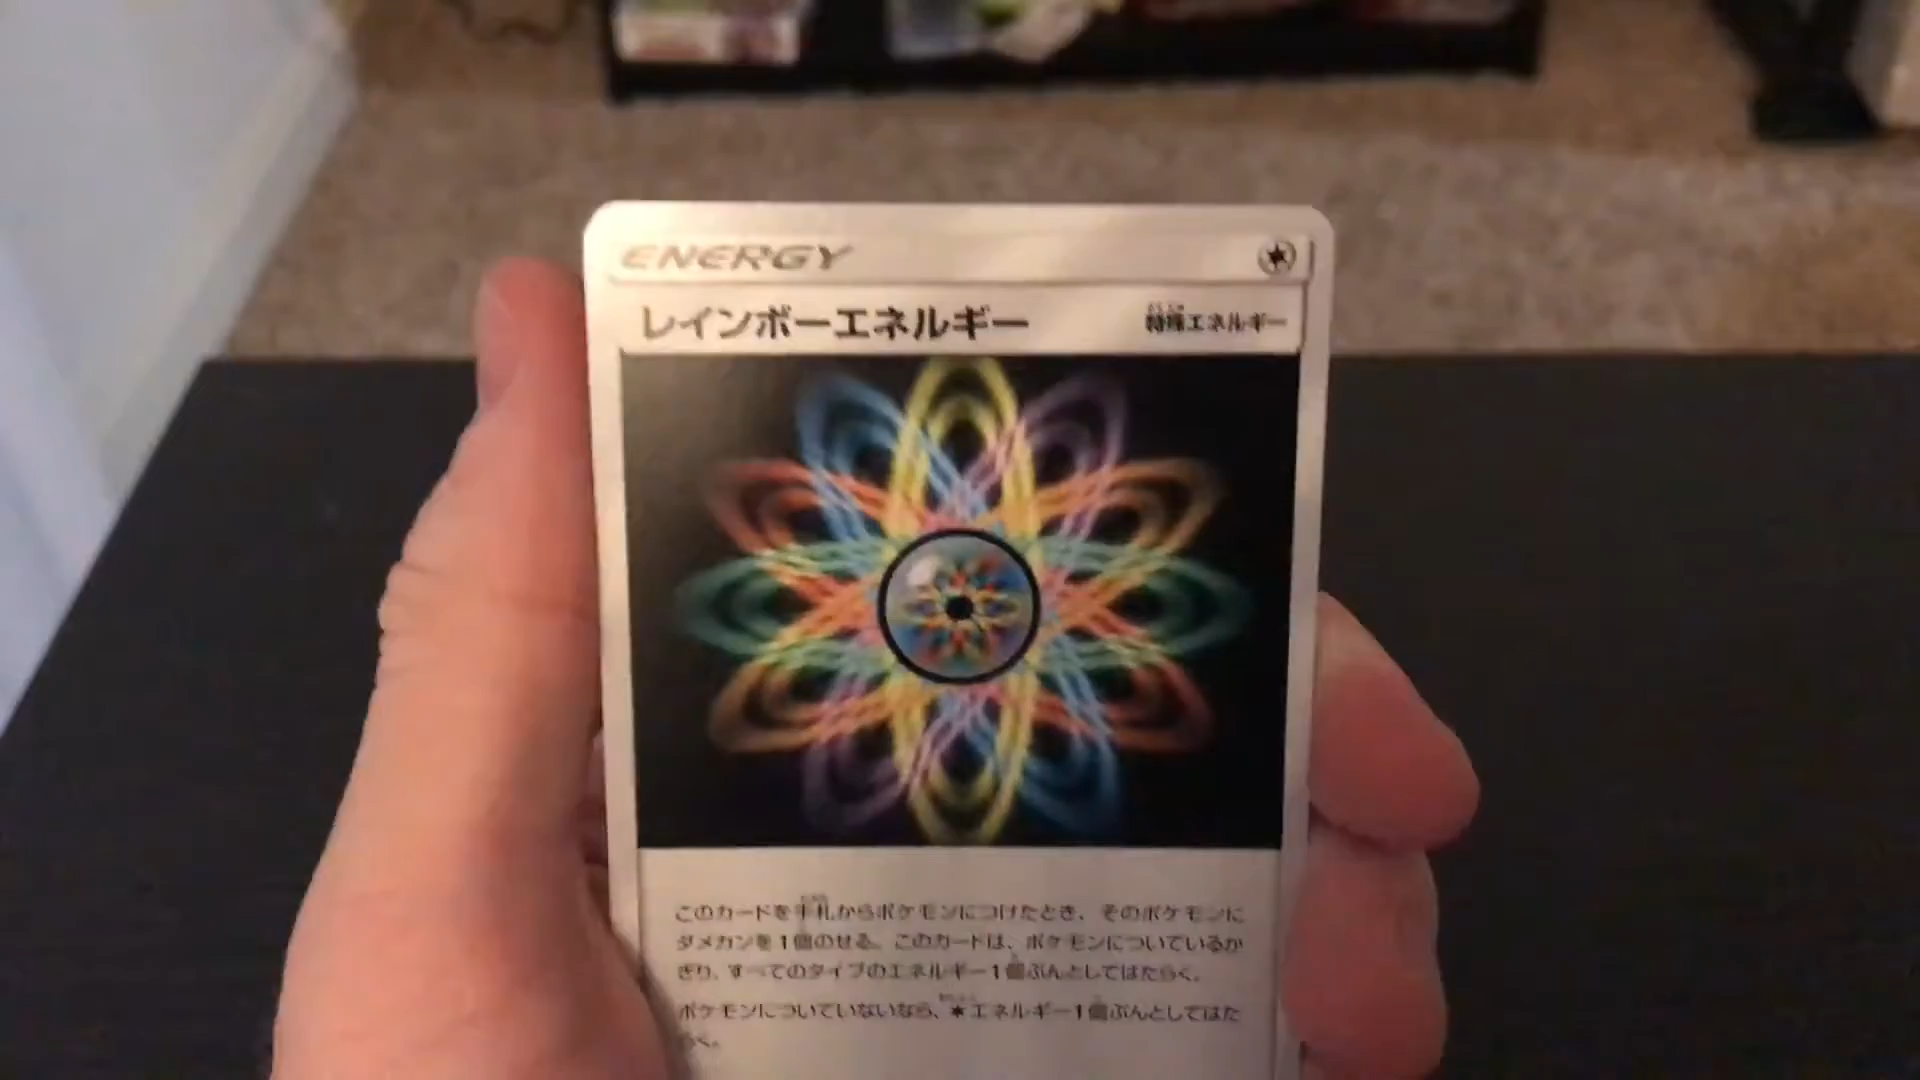 ENERGY
レインボーエネルギー
特殊エネルギー
このカードを手札からポケモンにつけたとき、そのポケモンに
ダメカンを1個のせる。このカードは、ポケモンについているか
ぎり、すべてのタイプのエネルギー1個ぶんとしてはたらく。
ポケモンについていないなら、エネルギー1個ぶんとしてはた
らく。